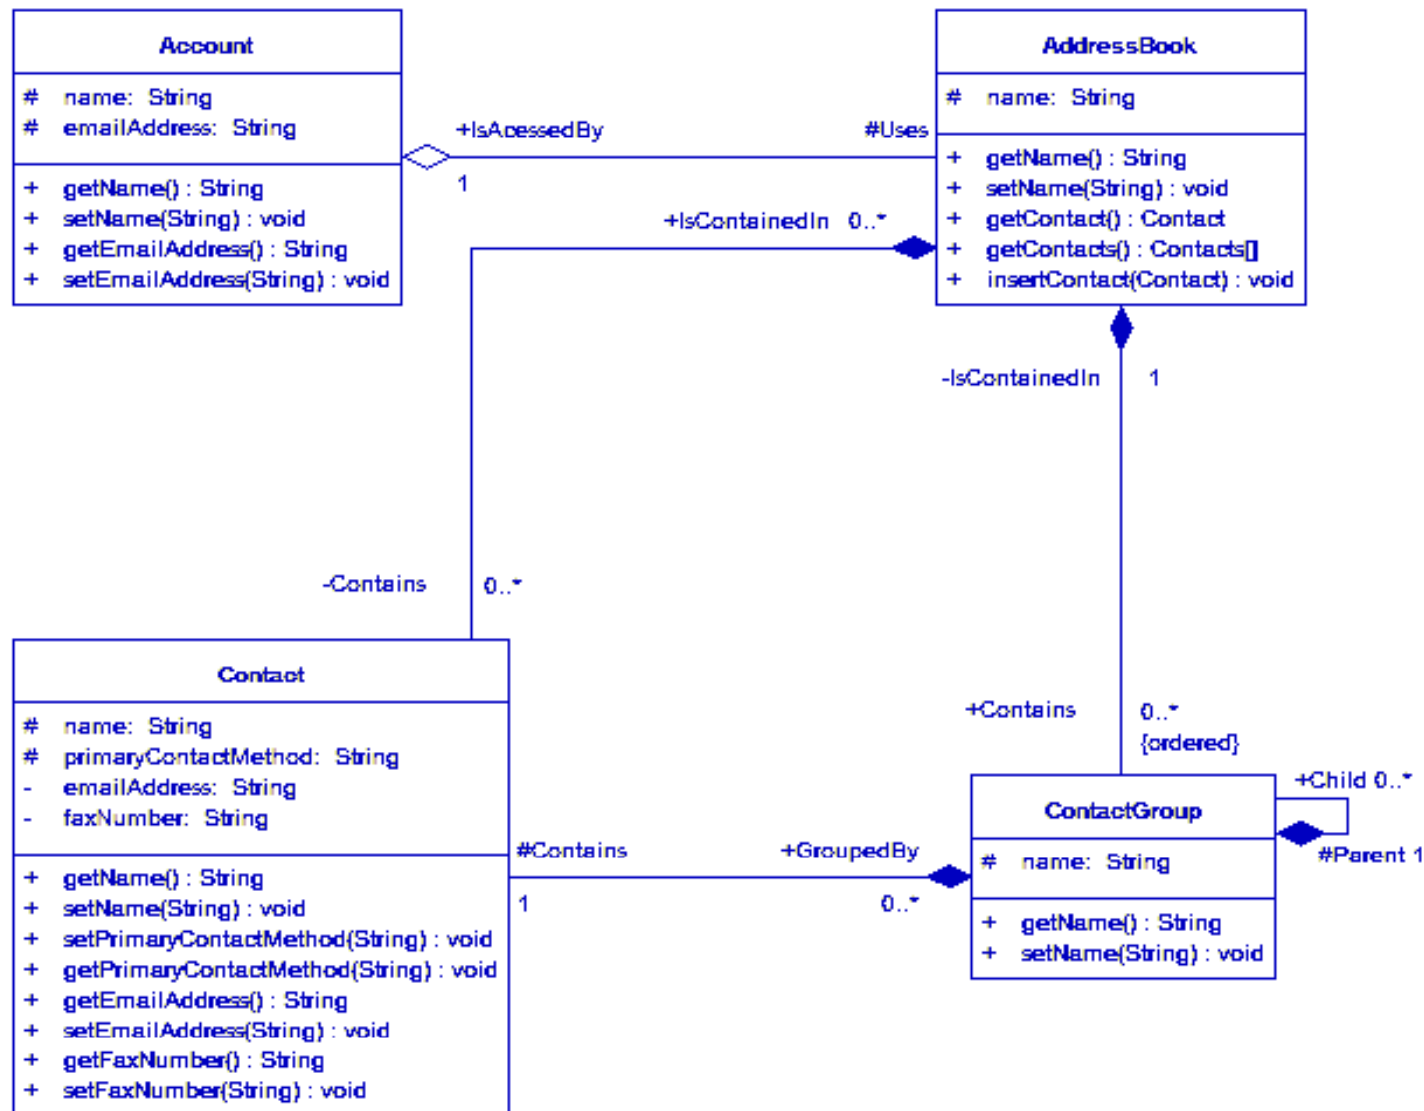 Account
# name: String
# emailAddress: String
+ getName() : String
+ setName(String) : void
+ getEmailAddress() : String
+ setEmailAddress(String) : void
+IsAcessedBy
1
#Uses
AddressBook
# name: String
+ getName() : String
+ setName(String) : void
+ getContact() : Contact
+ getContacts() : Contacts[]
+ insertContact(Contact) : void
+IsContainedIn 0..*
-IsContainedIn 1
-Contains 0..*
+Contains 0..*
{ordered}
Contact
# name: String
# primaryContactMethod: String
- emailAddress: String
- faxNumber: String
+ getName() : String
+ setName(String) : void
+ setPrimaryContactMethod(String) : void
+ getPrimaryContactMethod(String) : void
+ getEmailAddress() : String
+ setEmailAddress(String) : void
+ getFaxNumber() : String
+ setFaxNumber(String) : void
#Contains
1
+GroupedBy
0..*
ContactGroup
# name: String
+ getName() : String
+ setName(String) : void
+Child 0..*
#Parent 1